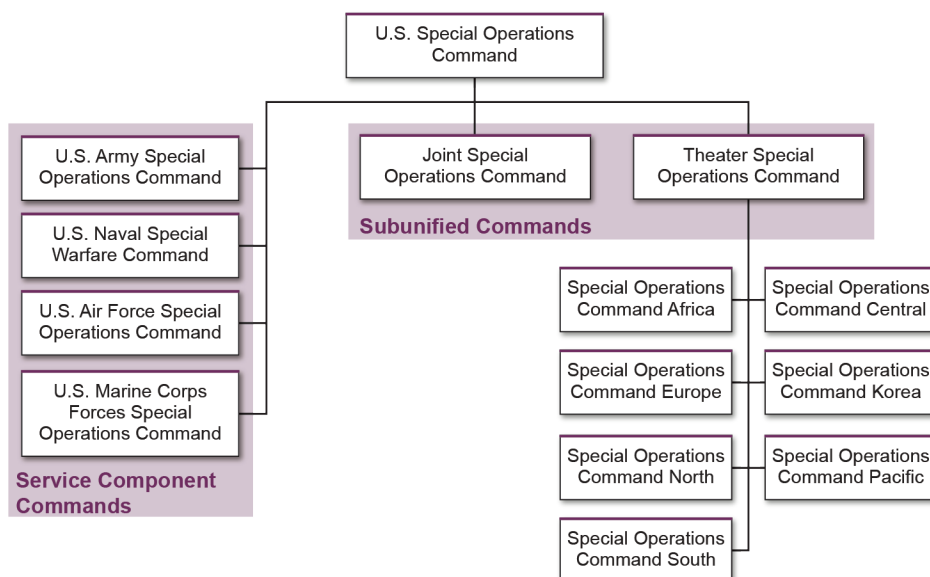 U.S. Special Operations
Command
U.S. Army Special
Operations Command
U.S. Naval Special
Warfare Command
U.S. Air Force Special
Operations Command
U.S. Marine Corps
Forces Special
Operations Command
Service Component
Commands
Joint Special
Operations Command
Theater Special
Operations Command
Subunified Commands
Special Operations
Command Africa
Special Operations
Command Central
Special Operations
Command Europe
Special Operations
Command Korea
Special Operations
Command North
Special Operations
Command Pacific
Special Operations
Command South